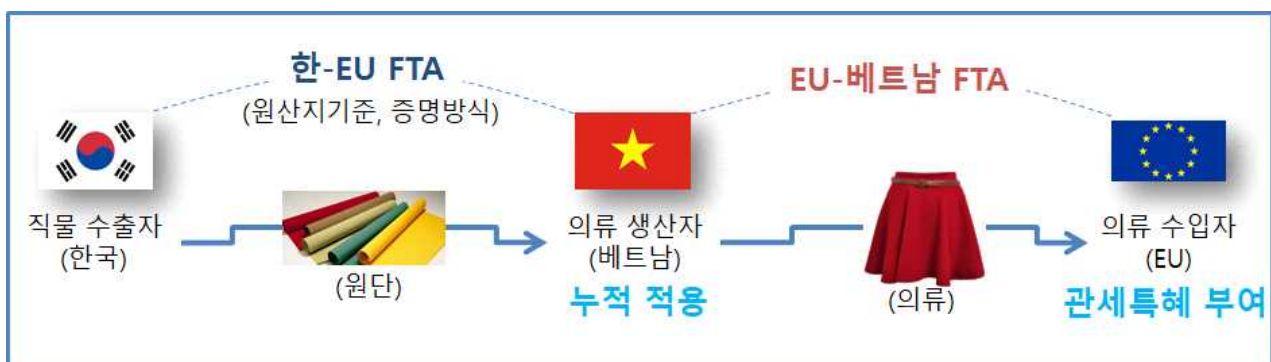 한-EU FTA
(원산지기준, 증명방식)
EU-베트남 FTA
직물 수출자
(한국)
(원단)
의류 생산자
(베트남)
누적 적용
(의류)
의류 수입자
(EU)
관세특혜 부여